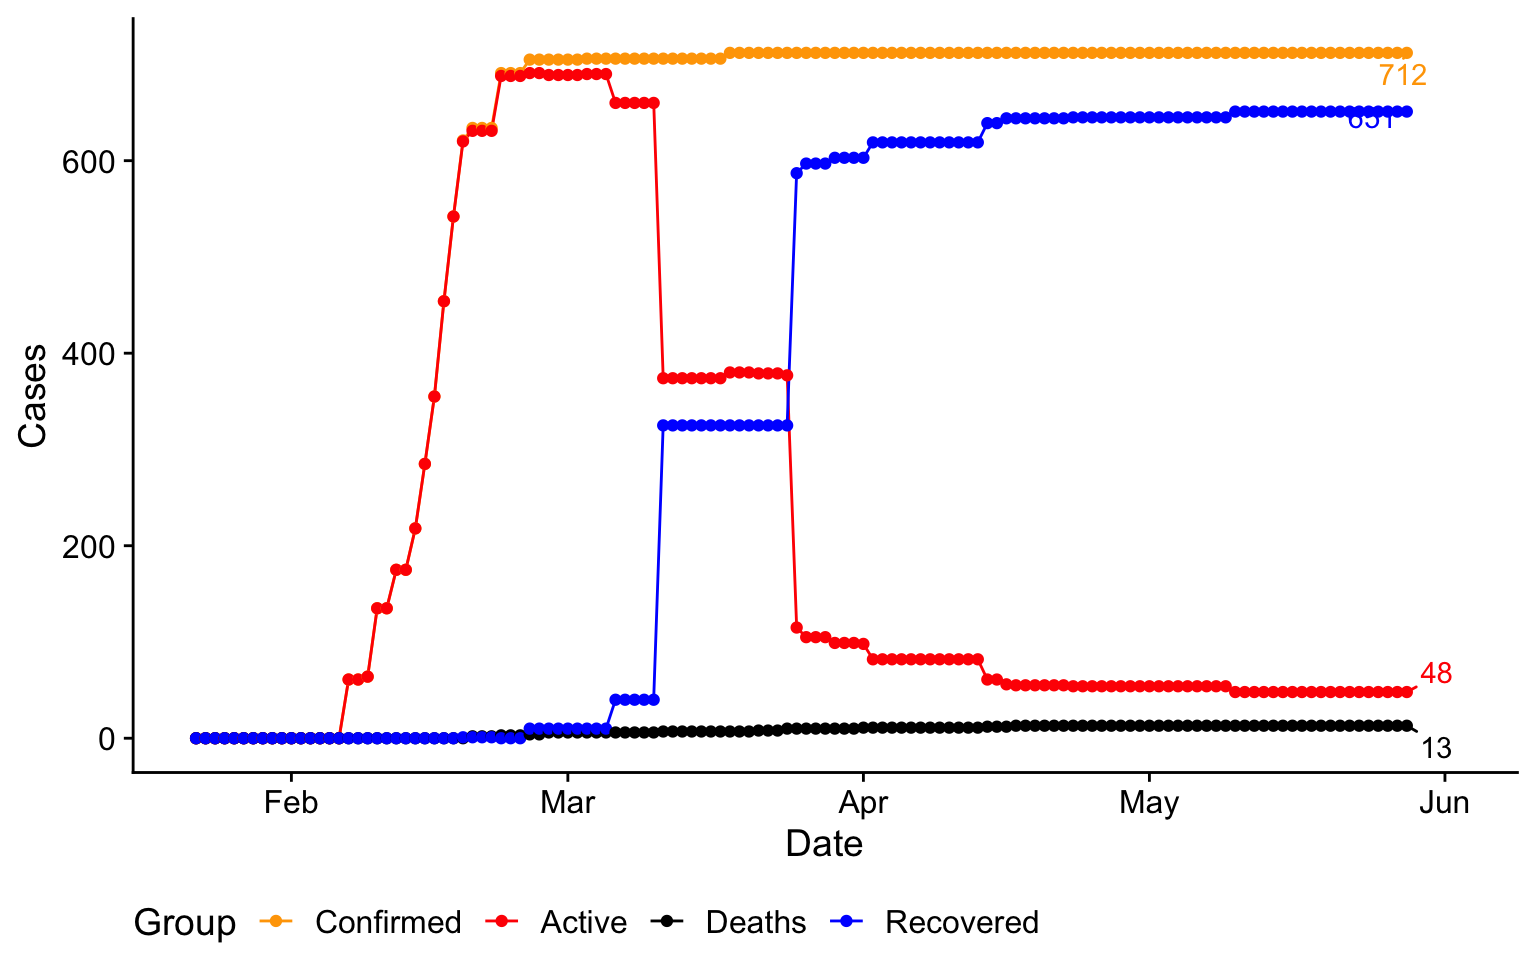 712
651
600
400
200
0
48
13
Cases
Feb Mar Apr May Jun
Date
Group Confirmed Active Deaths Recovered